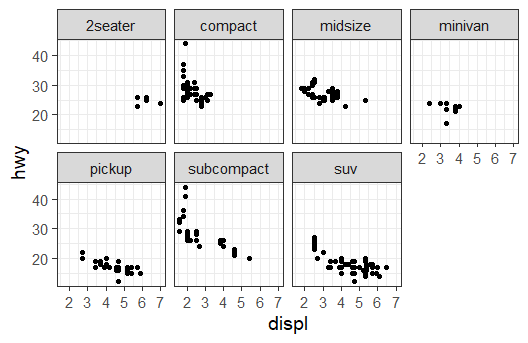 2seater compact midsize minivan
40
30
20
2 3 4 5 6 7
pickup subcompact suv
40
30
20
2 3 4 5 6 7 2 3 4 5 6 7 2 3 4 5 6 7
hwy
displ